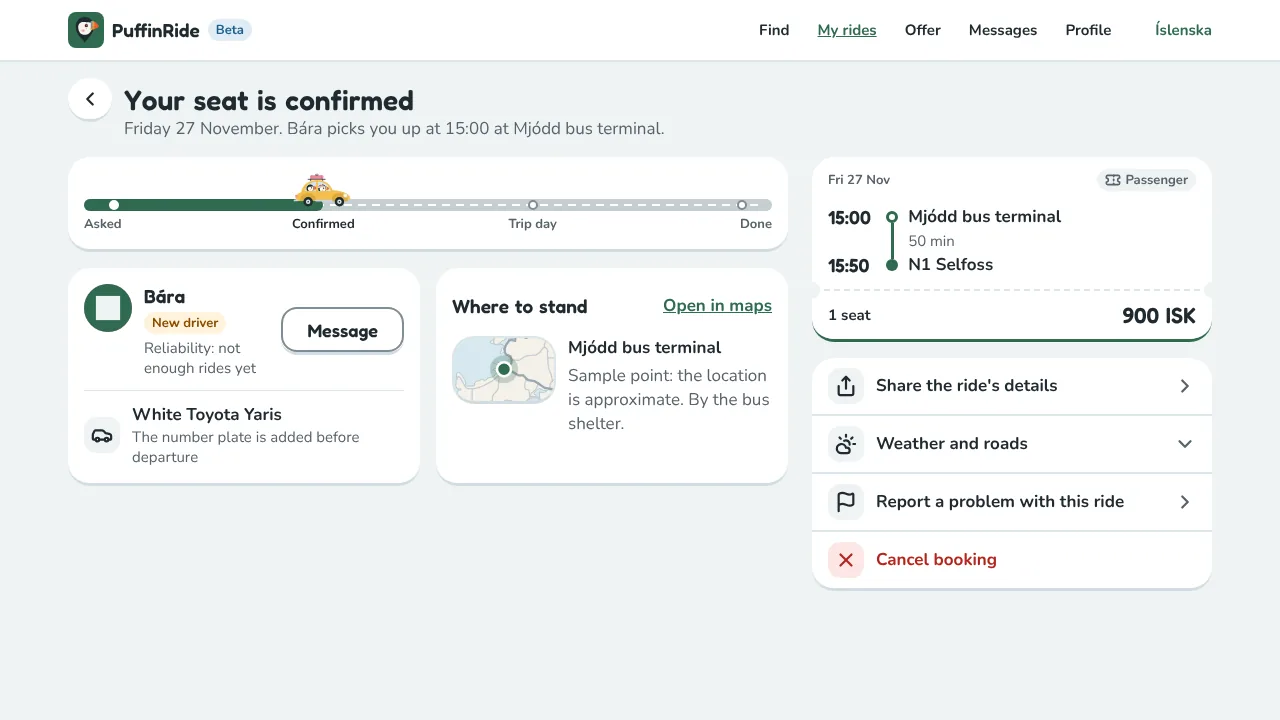 PuffinRide Beta
Find My rides Offer Messages Profile Íslenska
Your seat is confirmed
Friday 27 November. Bára picks you up at 15:00 at Mjódd bus terminal.
Asked Confirmed Trip day Done
Bára
New driver
Reliability: not
enough rides yet
Message
White Toyota Yaris
The number plate is added before
departure
Where to stand
Open in maps
Mjódd bus terminal
Sample point: the location
is approximate. By the bus
shelter.
Fri 27 Nov
Passenger
15:00 Mjódd bus terminal
50 min
15:50 N1 Selfoss
1 seat 900 ISK
Share the ride's details
Weather and roads
Report a problem with this ride
Cancel booking